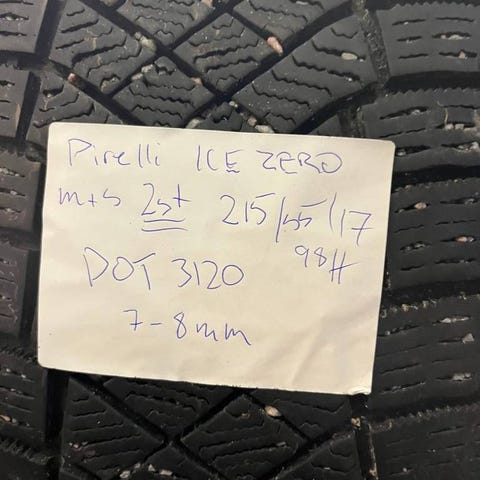 Pirelli ICE ZERO
m+s 2st 215/55/17
98H
DOT 3120
7-8mm